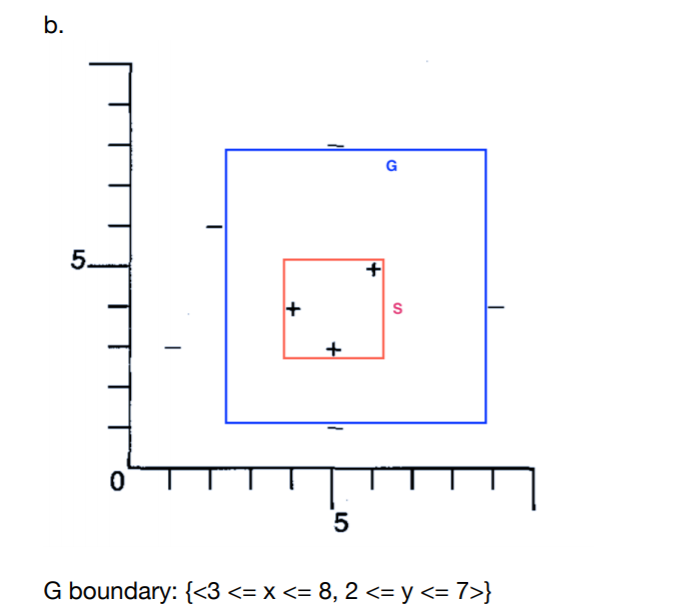 b.
G
5
S
0
5
G boundary: {<3 <= x <= 8, 2 <= y <= 7>}